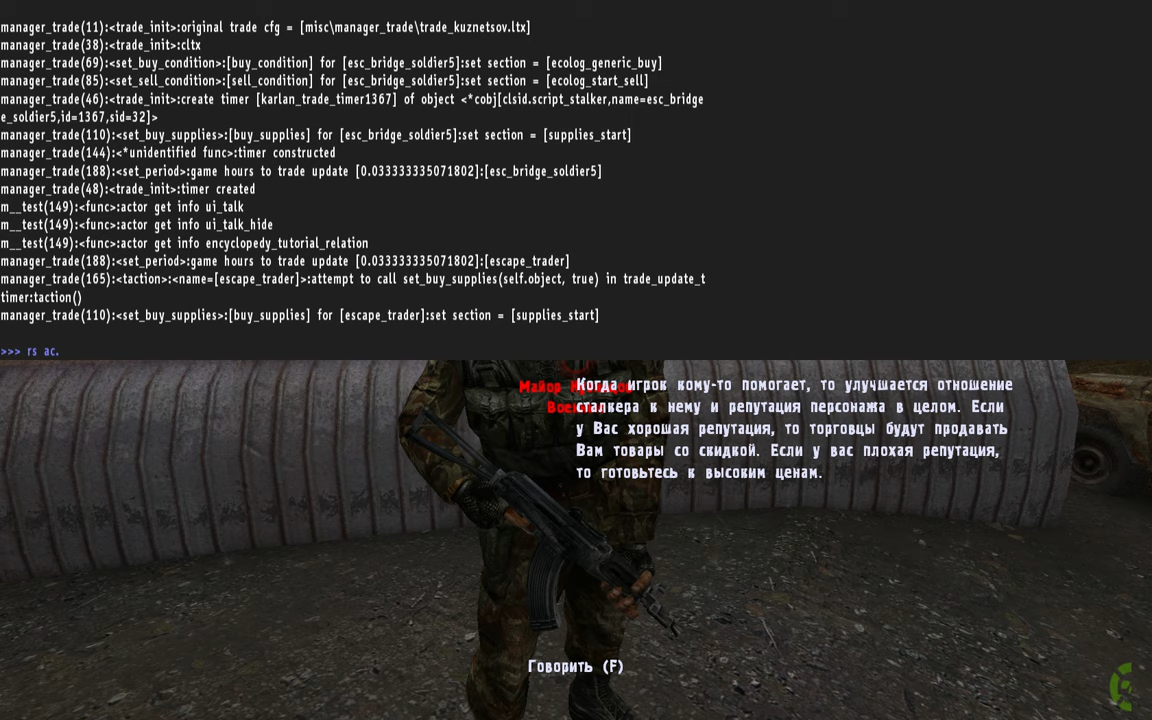 manager_trade(11):<trade_init>:original trade cfg = [misc\manager_trade\trade_kuznetsov.ltx]
manager_trade(38):<trade_init>:cltx
manager_trade(69):<set_buy_condition>:[buy_condition] for [esc_bridge_soldier5]:set section = [ecolog_generic_buy]
manager_trade(85):<set_sell_condition>:[sell_condition] for [esc_bridge_soldier5]:set section = [ecolog_start_sell]
manager_trade(46):<trade_init>:create timer [karlan_trade_timer1367] of object <*cobj[clsid.script_stalker,name=esc_bridg
e_soldier5,id=1367,sid=32]>
manager_trade(110):<set_buy_supplies>:[buy_supplies] for [esc_bridge_soldier5]:set section = [supplies_start]
manager_trade(144):<*unidentified func>:timer constructed
manager_trade(188):<set_period>:game hours to trade update [0.033333335071802]:[esc_bridge_soldier5]
manager_trade(48):<trade_init>:timer created
m__test(149):<func>:actor get info ui_talk
m__test(149):<func>:actor get info ui_talk_hide
m__test(149):<func>:actor get info encyclopedy_tutorial_relation
manager_trade(188):<set_period>:game hours to trade update [0.033333335071802]:[escape_trader]
manager_trade(165):<taction>:<name=[escape_trader]>:attempt to call set_buy_supplies(self.object, true) in trade_update_t
timer:taction()
manager_trade(110):<set_buy_supplies>:[buy_supplies] for [escape_trader]:set section = [supplies_start]
>>> rs ac.
Майор
Когда игрок кому-то помогает, то улучшается отношение
сталкера к нему и репутация персонажа в целом. Если
у Вас хорошая репутация, то торговцы будут продавать
Вам товары со скидкой. Если у вас плохая репутация,
то готовьтесь к высоким ценам.
Говорить (F)